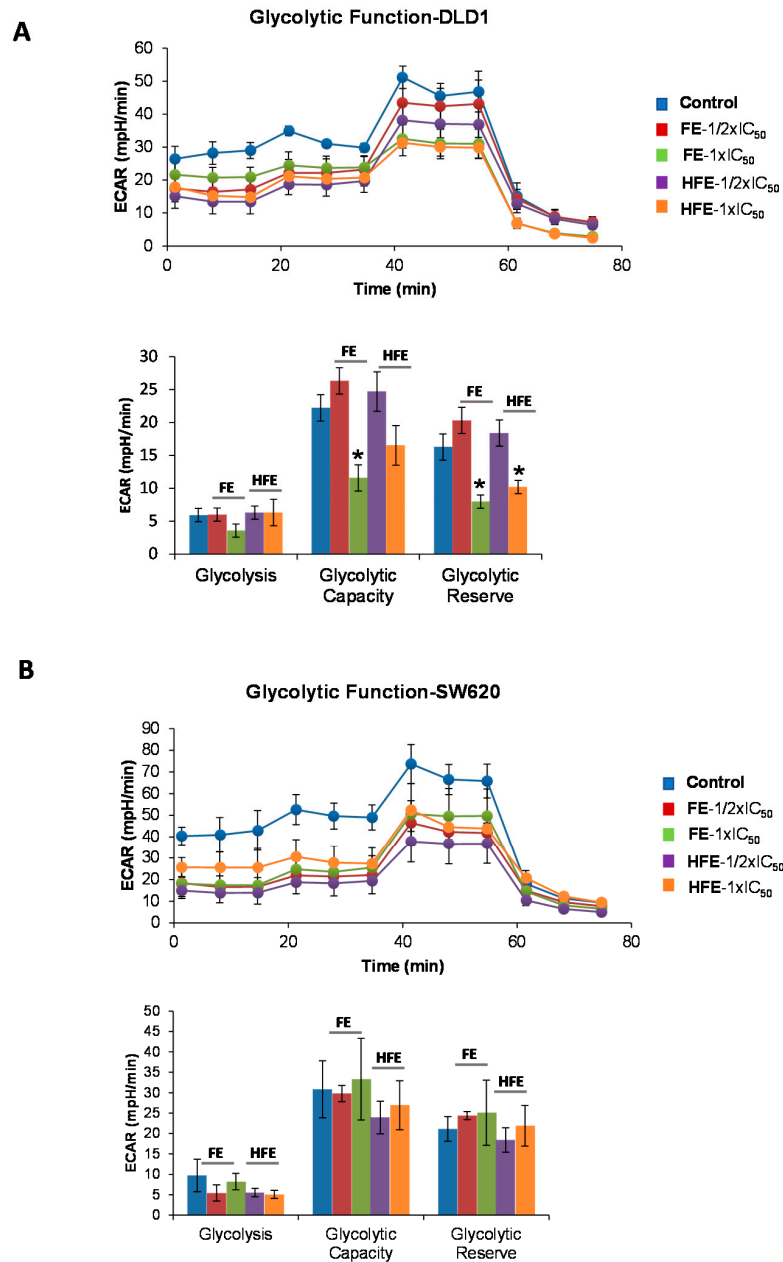 A
Glycolytic Function-DLD1
60
50
40
30
20
10
0
ECAR (mpH/min)
0 20 40 60 80
Time (min)
Control
FE-1/2xIC50
FE-1xIC50
HFE-1/2xIC50
HFE-1xIC50
30
25
20
15
10
5
0
ECAR (mpH/min)
FE HFE
FE HFE
*
FE HFE
* *
Glycolysis
Glycolytic
Capacity
Glycolytic
Reserve
B
Glycolytic Function-SW620
90
80
70
60
50
40
30
20
10
0
ECAR (mpH/min)
0 20 40 60 80
Time (min)
Control
FE-1/2xIC50
FE-1xIC50
HFE-1/2xIC50
HFE-1xIC50
50
45
40
35
30
25
20
15
10
5
0
ECAR (mpH/min)
FE HFE
FE
HFE
FE
HFE
Glycolysis
Glycolytic
Capacity
Glycolytic
Reserve